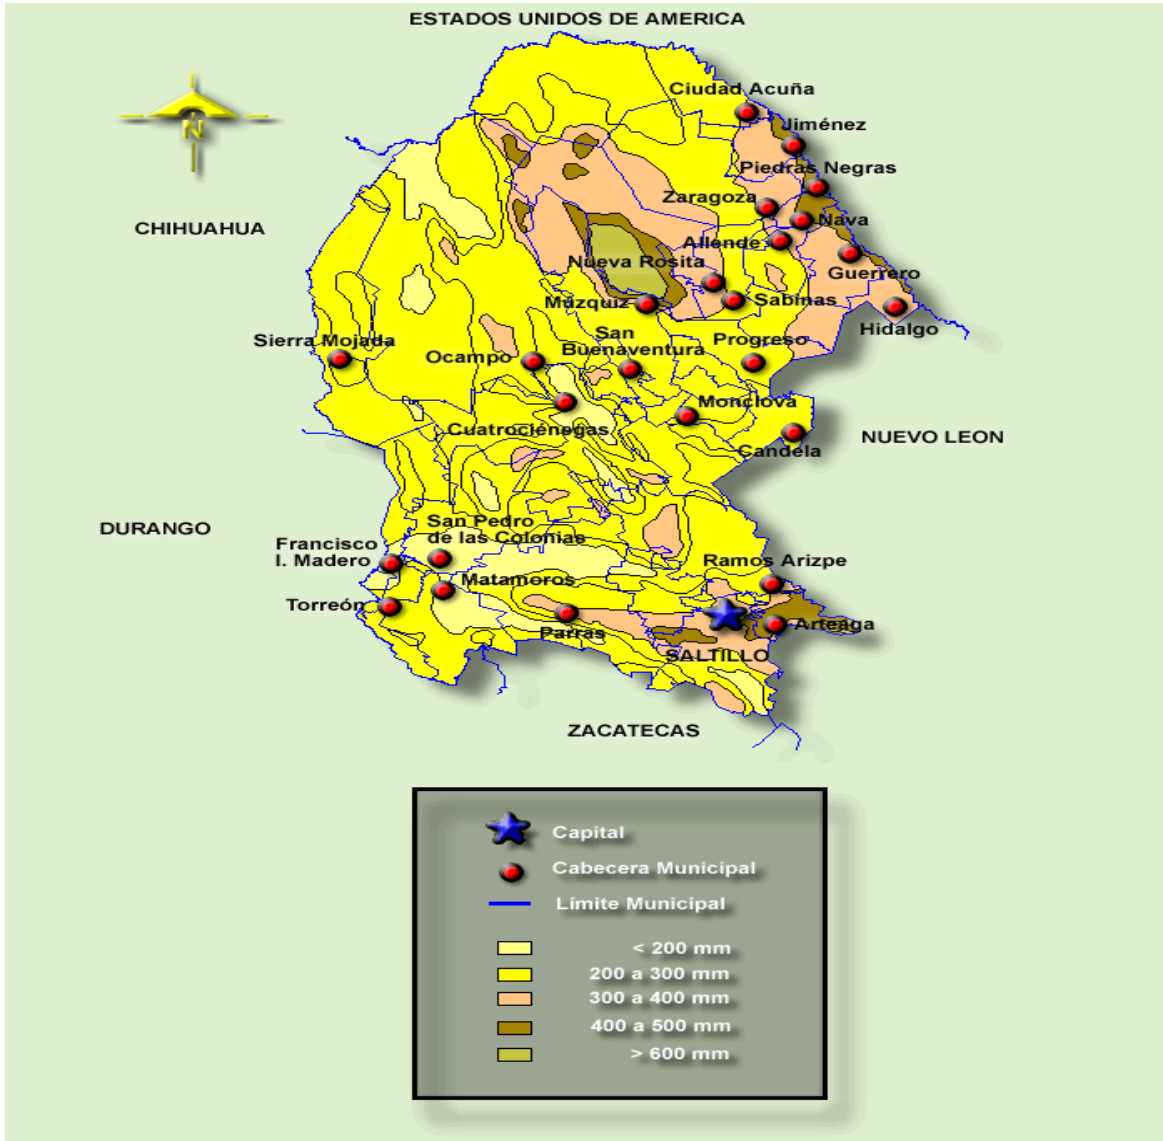 ESTADOS UNIDOS DE AMERICA
Ciudad Acuña
Jiménez
Piedras Negras
N
Zaragoza
CHIHUAHUA
Nava
Allende
Nueva Rosita
Guerrero
Múzquiz
Sabinas
Hidalgo
Sierra Mojada
San
Buenaventura
Progreso
Ocampo
Monclova
Cuatrociénegas
NUEVO LEON
Candela
DURANGO
San Pedro
de las Colonias
Francisco
I. Madero
Ramos Arizpe
Matamoros
Torreón
Parras
Arteaga
SALTILLO
ZACATECAS
Capital
Cabecera Municipal
Límite Municipal
< 200 mm
200 a 300 mm
300 a 400 mm
400 a 500 mm
> 600 mm